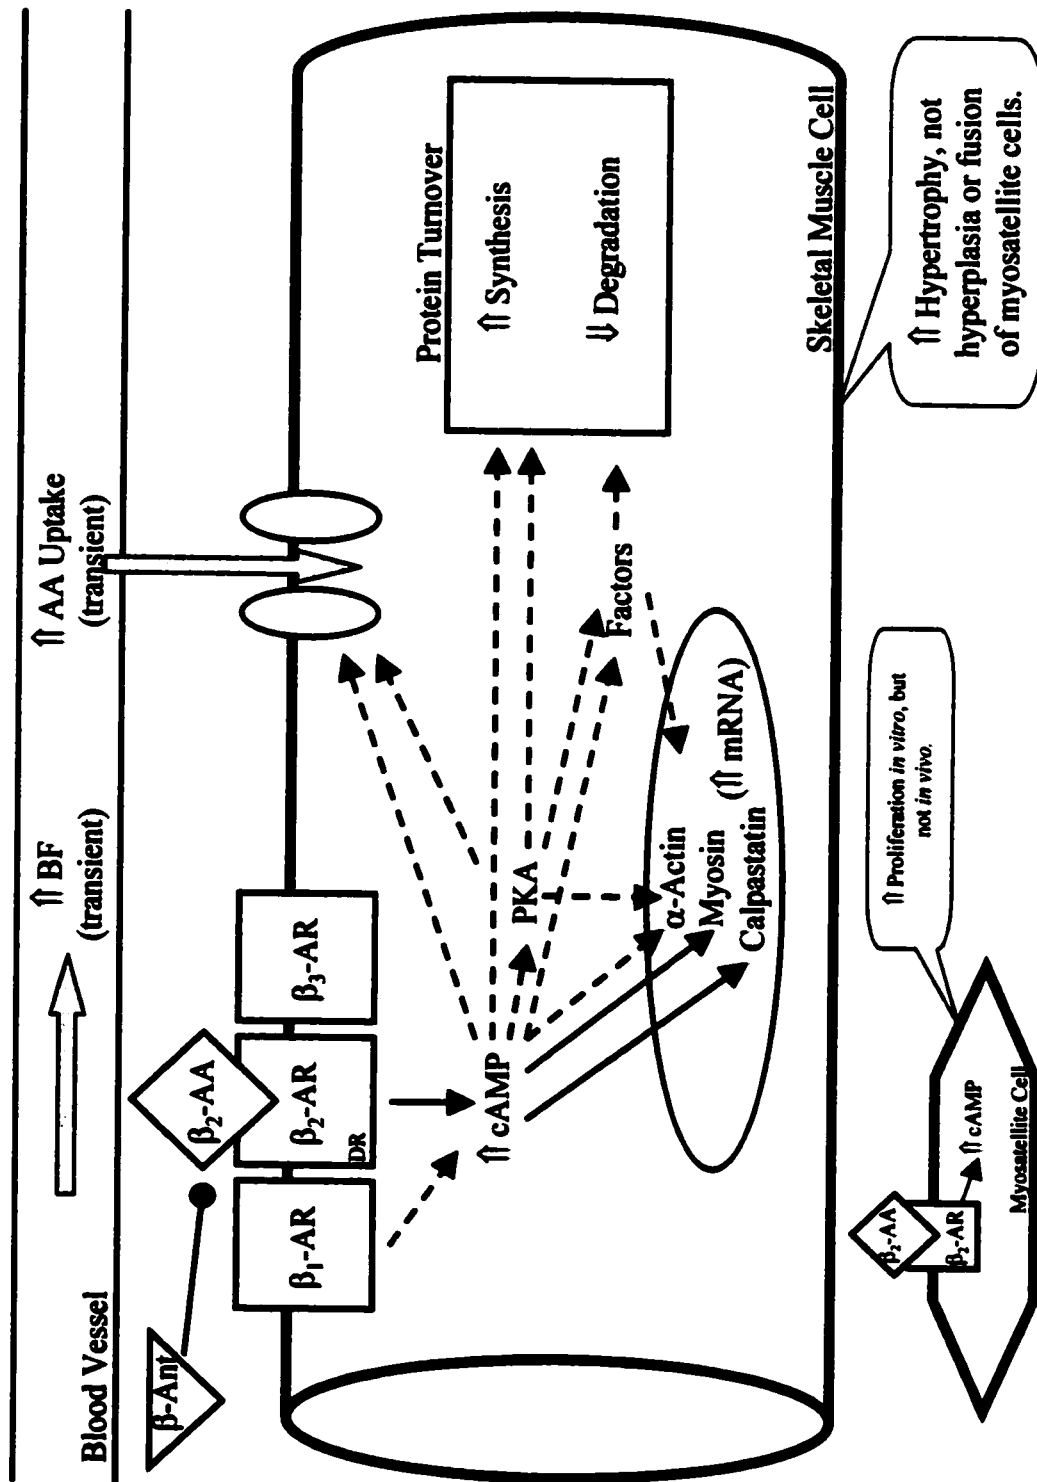 Blood Vessel
⇑ BF
(transient)
⇑ AA Uptake
(transient)
β-Ant
β₂-AA
β₁-AR
β₂-AR
DR
β₃-AR
⇑ cAMP
PKA
Factors
α-Actin
Myosin
Calpastatin
(⇑ mRNA)
Protein Turnover
⇑ Synthesis
⇓ Degradation
Skeletal Muscle Cell
⇑ Hypertrophy, not
hyperplasia or fusion
of myosatellite cells.
β₂-AA
β₂-AR
⇑ cAMP
Myosatellite Cell
⇑ Proliferation in vitro, but
not in vivo.